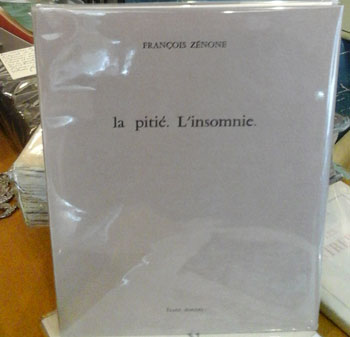 FRANÇOIS ZÉNONE
la pitié. L'insomnie.